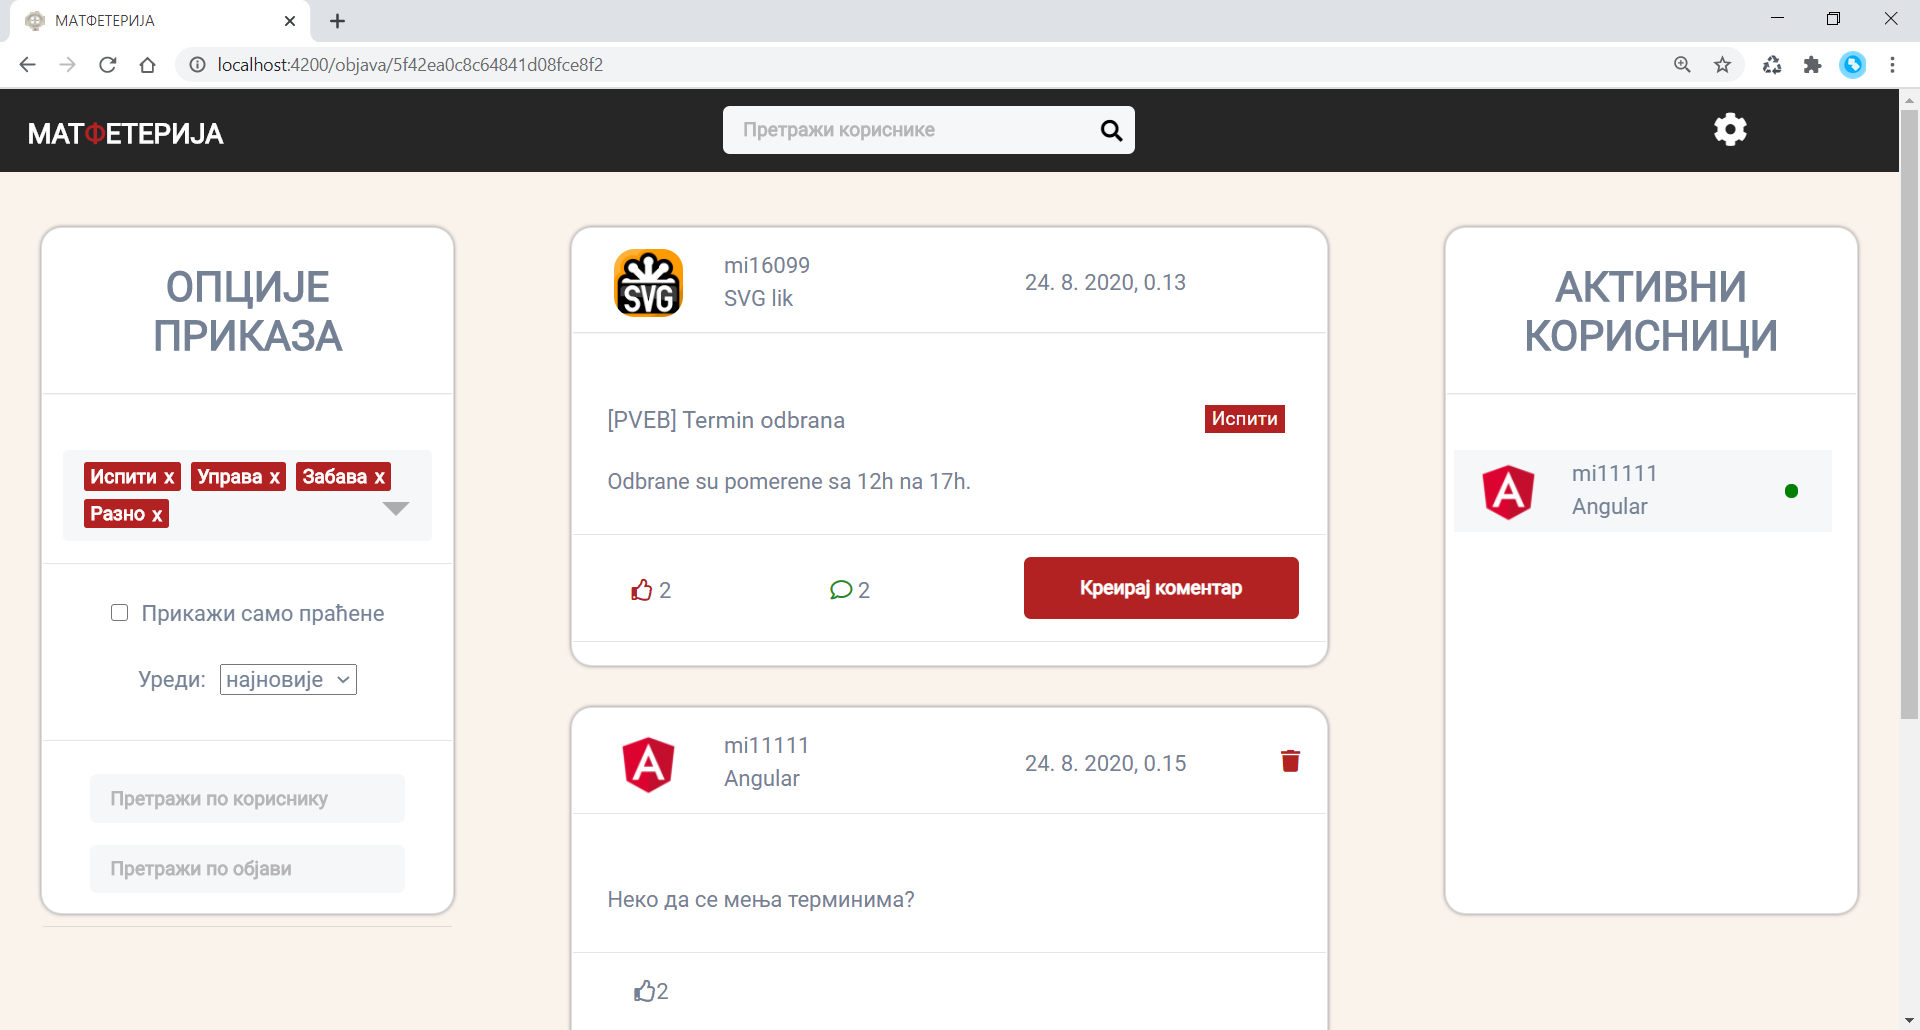 МАТФЕТЕРИЈА
localhost:4200/objava/5f42ea0c8c64841d08fce8f2
МАТФЕТЕРИЈА
Претражи кориснике
ОПЦИЈЕ
ПРИКАЗА
Испити x Управа x Забава x
Разно x
Прикажи само праћене
Уреди: најновије
Претражи по кориснику
Претражи по објави
SVG
mi16099
SVG lik
24. 8. 2020, 0.13
[PVEB] Termin odbrana
Испити
Odbrane su pomerene sa 12h na 17h.
2
2
Креирај коментар
A
mi11111
Angular
24. 8. 2020, 0.15
Неко да се мења терминима?
2
АКТИВНИ
КОРИСНИЦИ
A
mi11111
Angular